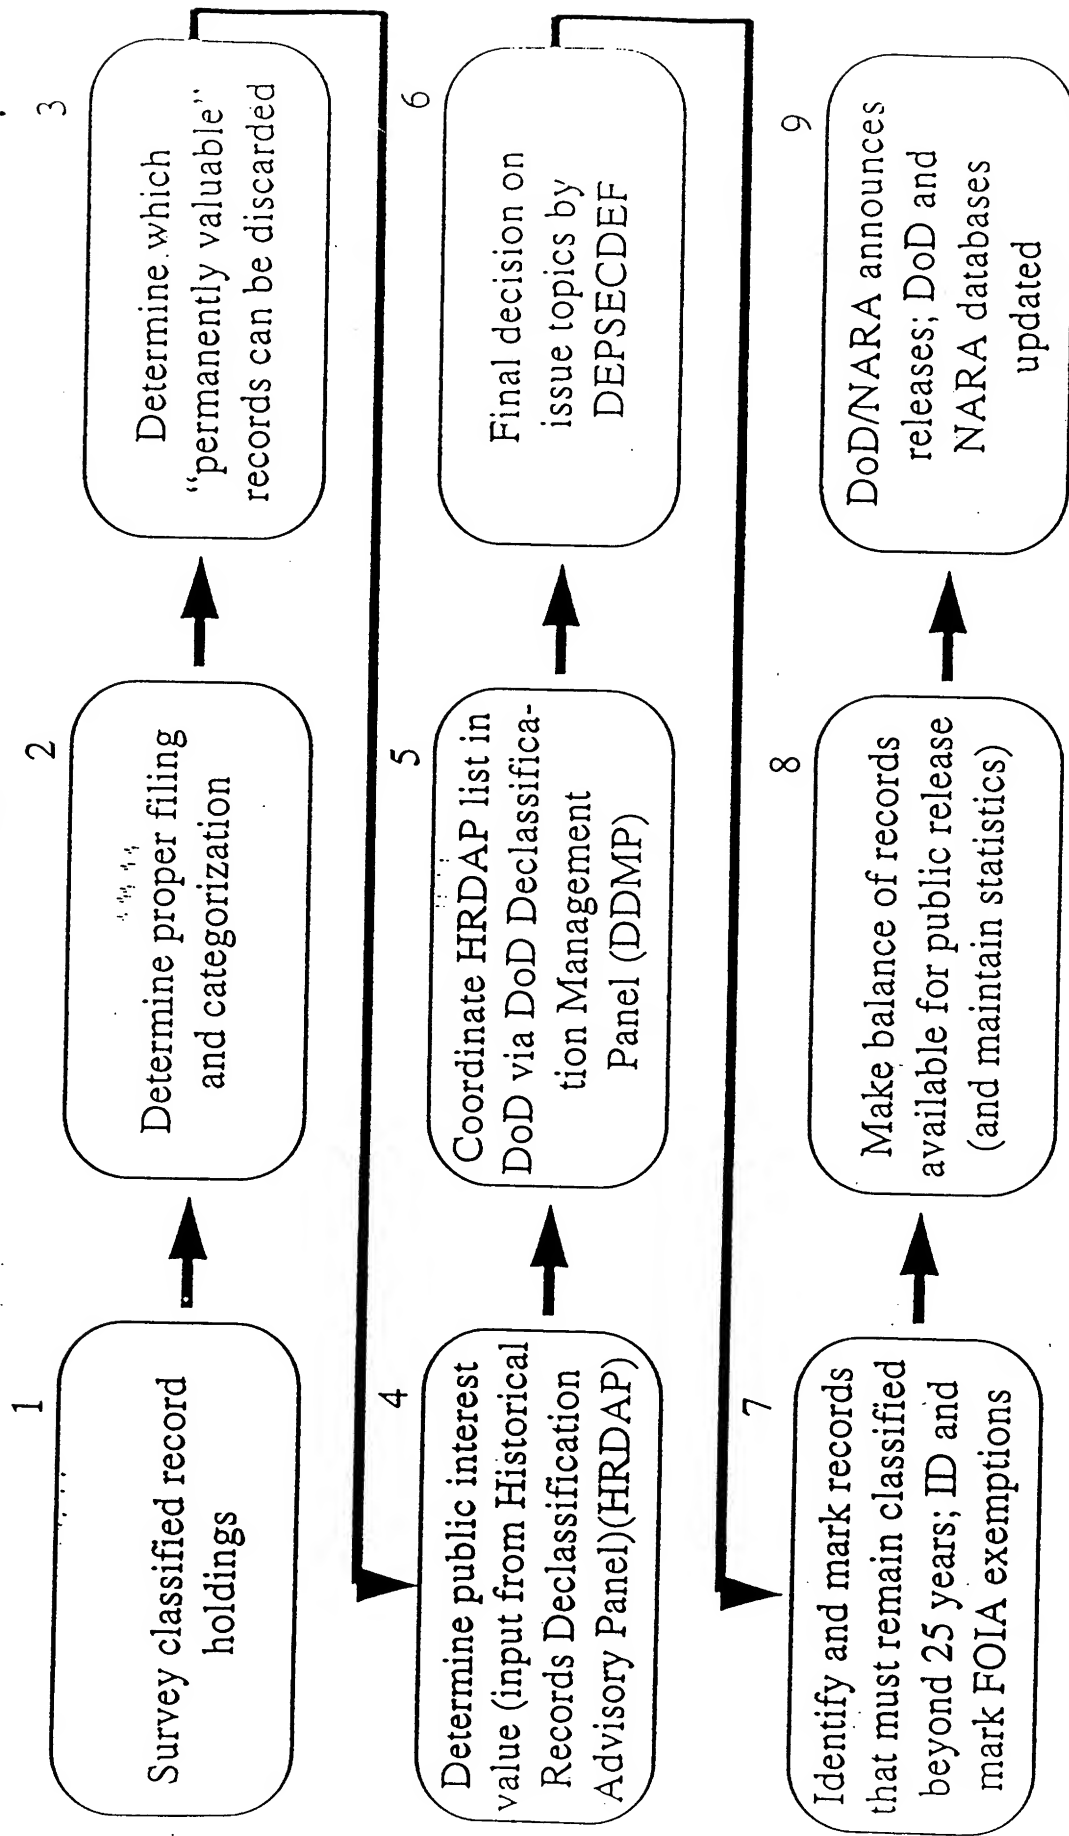 1
Survey classified record
holdings
2
Determine proper filing
and categorization
3
Determine which
“permanently valuable”
records can be discarded
4
Determine public interest
value (input from Historical
Records Declassification
Advisory Panel)(HRDAP)
5
Coordinate HRDAP list in
DoD via DoD Declassifica-
tion Management
Panel (DDMP)
6
Final decision on
issue topics by
DEPSECDEF
7
Identify and mark records
that must remain classified
beyond 25 years; ID and
mark FOIA exemptions
8
Make balance of records
available for public release
(and maintain statistics)
9
DoD/NARA announces
releases; DoD and
NARA databases
updated